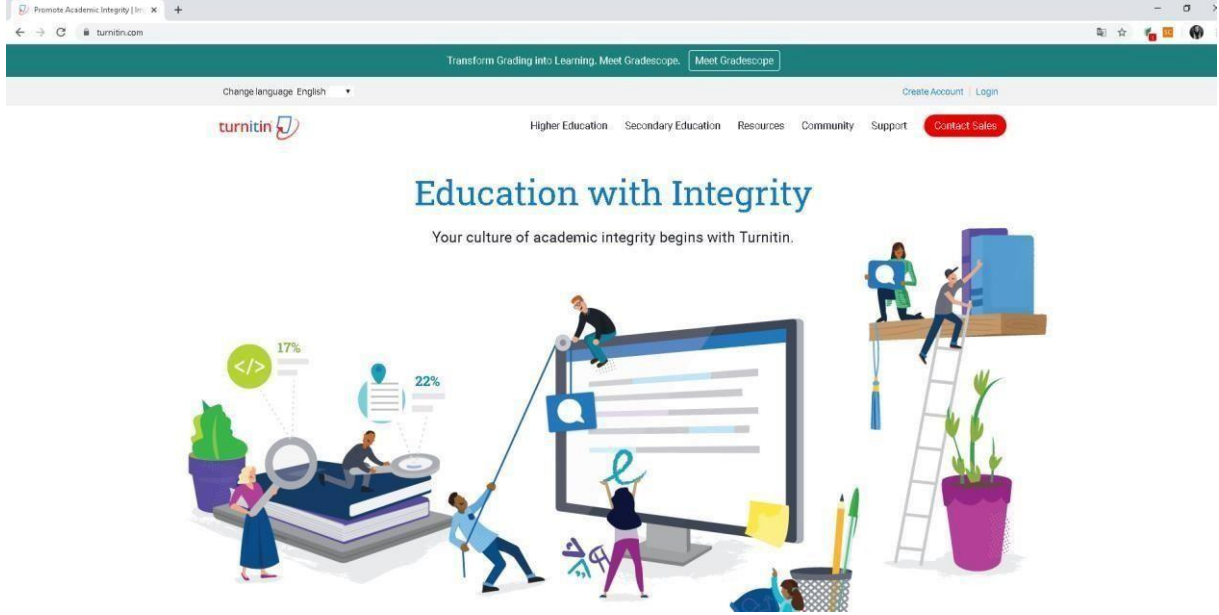 Promote Academic Integrity | Im
turnitin.com
Transform Grading into Learning. Meet Gradescope. Meet Gradescope
Change language English
Create Account | Login
turnitin
Higher Education Secondary Education Resources Community Support Contact Sales
Education with Integrity
Your culture of academic integrity begins with Turnitin.
17%
</>
22%